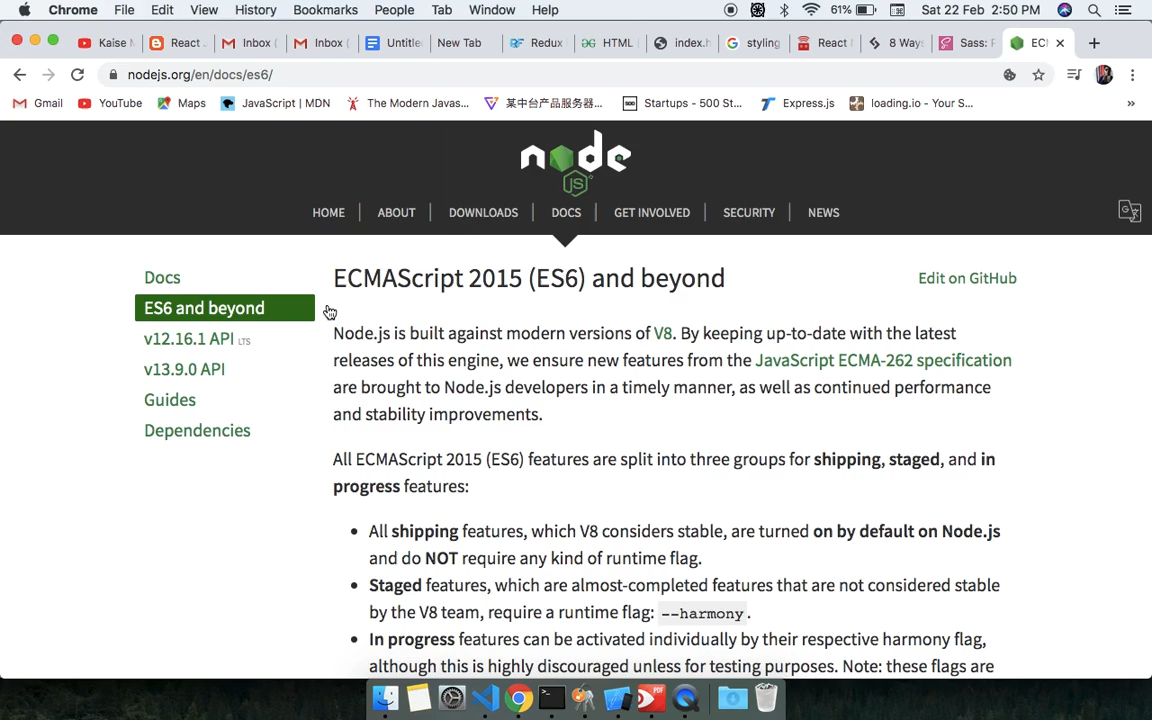 Chrome File Edit View History Bookmarks People Tab Window Help 61% Sat 22 Feb 2:50 PM
Kaise M Reactル Inbox ( Inbox ( Untitle New Tab Redux HTML index.h styling React 8 Ways Sass: F EC
nodejs.org/en/docs/es6/
Gmail YouTube Maps JavaScript | MDN The Modern Javas... 某中台产品服务器... Startups - 500 St... Express.js loading.io - Your S... »
node
JS
HOME ABOUT DOWNLOADS DOCS GET INVOLVED SECURITY NEWS
Docs
ES6 and beyond
v12.16.1 API LTS
v13.9.0 API
Guides
Dependencies
ECMAScript 2015 (ES6) and beyond
Edit on GitHub
Node.js is built against modern versions of V8. By keeping up-to-date with the latest
releases of this engine, we ensure new features from the JavaScript ECMA-262 specification
are brought to Node.js developers in a timely manner, as well as continued performance
and stability improvements.
All ECMAScript 2015 (ES6) features are split into three groups for shipping, staged, and in
progress features:
• All shipping features, which V8 considers stable, are turned on by default on Node.js
and do NOT require any kind of runtime flag.
• Staged features, which are almost-completed features that are not considered stable
by the V8 team, require a runtime flag: --harmony.
• In progress features can be activated individually by their respective harmony flag,
although this is highly discouraged unless for testing purposes. Note: these flags are